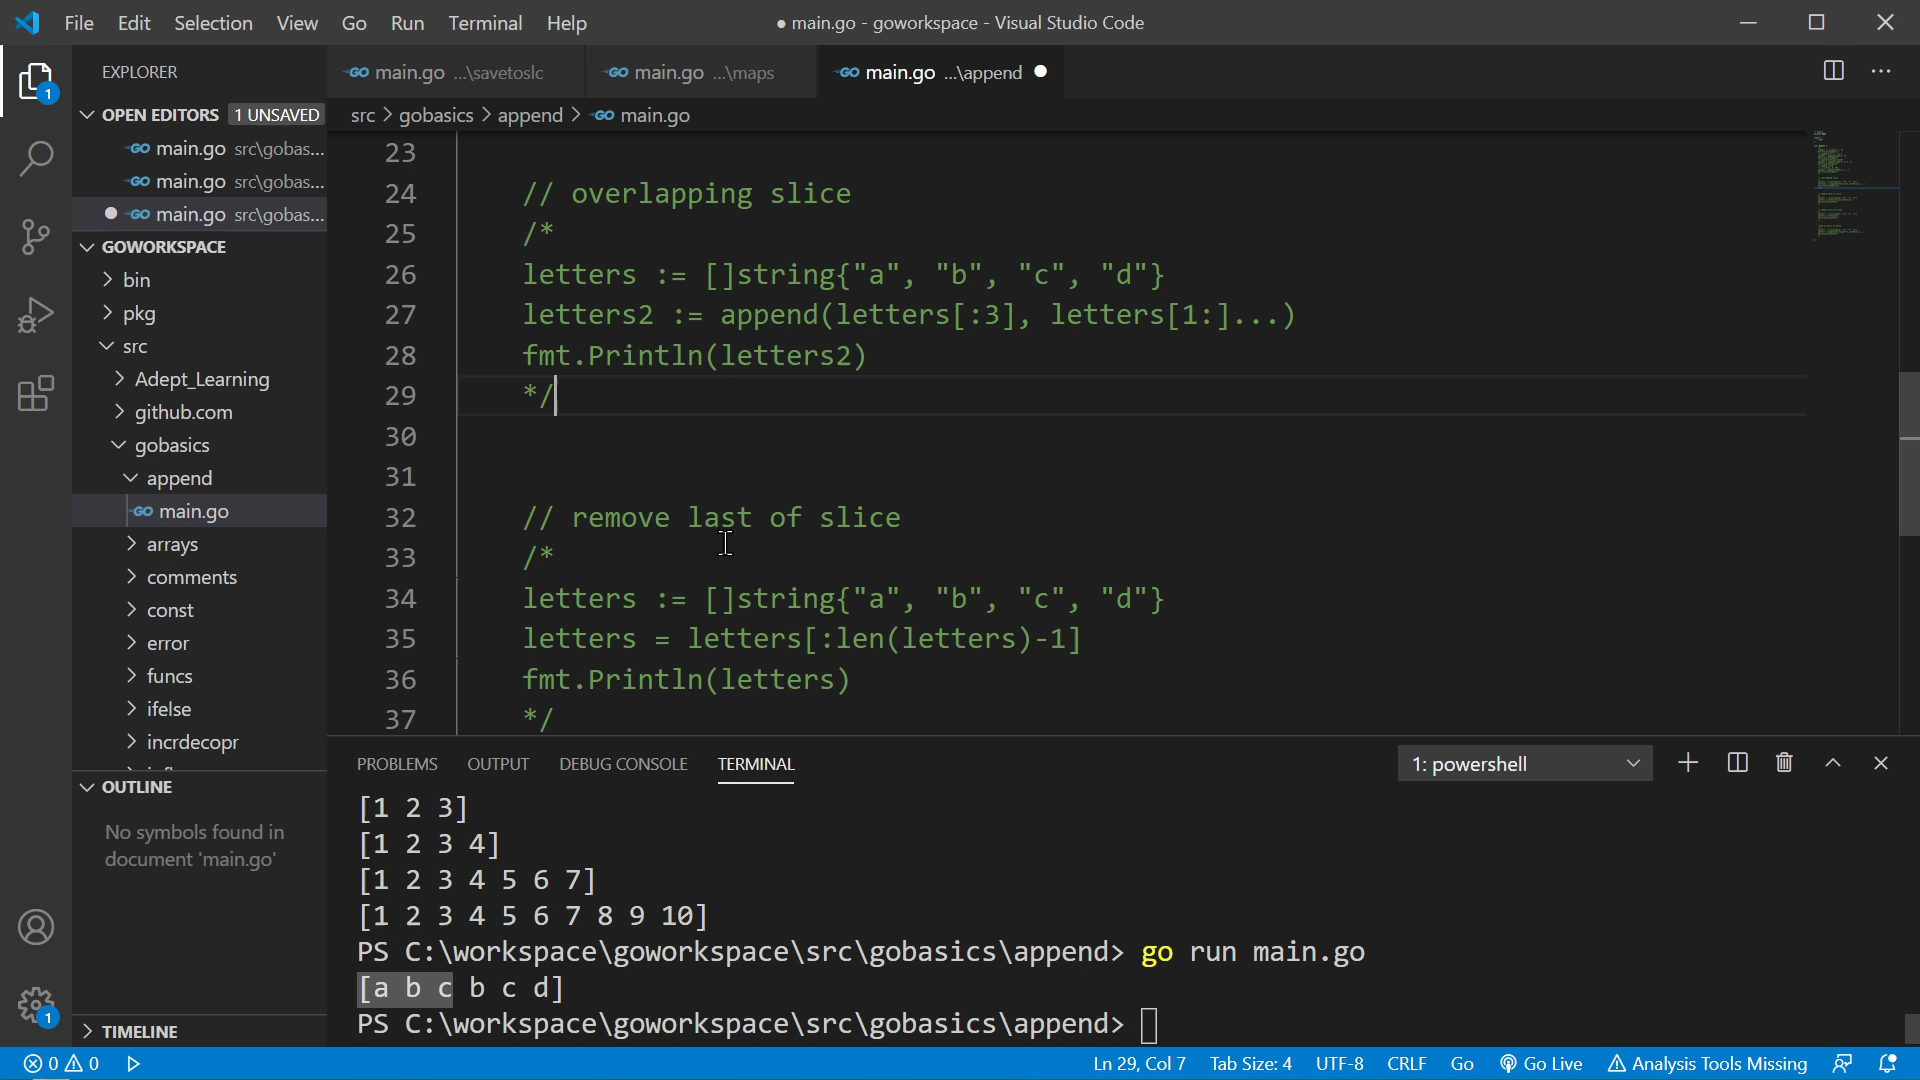 File Edit Selection View Go Run Terminal Help
● main.go - goworkspace - Visual Studio Code
EXPLORER
main.go ...\savetoslc
main.go ...\maps
main.go ...\append
OPEN EDITORS 1 UNSAVED
src > gobasics > append > main.go
main.go src\gobas...
main.go src\gobas...
main.go src\gobas...
GOWORKSPACE
bin
pkg
src
Adept_Learning
github.com
gobasics
append
main.go
arrays
comments
const
error
funcs
ifelse
incrdecopr
OUTLINE
No symbols found in
document 'main.go'
TIMELINE
23
24 // overlapping slice
25 /*
26 letters := []string{"a", "b", "c", "d"}
27 letters2 := append(letters[:3], letters[1:]...)
28 fmt.Println(letters2)
29 */
30
31
32 // remove last of slice
33 /*
34 letters := []string{"a", "b", "c", "d"}
35 letters = letters[:len(letters)-1]
36 fmt.Println(letters)
37 */
PROBLEMS OUTPUT DEBUG CONSOLE TERMINAL
1: powershell
[1 2 3]
[1 2 3 4]
[1 2 3 4 5 6 7]
[1 2 3 4 5 6 7 8 9 10]
PS C:\workspace\goworkspace\src\gobasics\append> go run main.go
[a b c b c d]
PS C:\workspace\goworkspace\src\gobasics\append>
0 0
Ln 29, Col 7 Tab Size: 4 UTF-8 CRLF Go Go Live Analysis Tools Missing